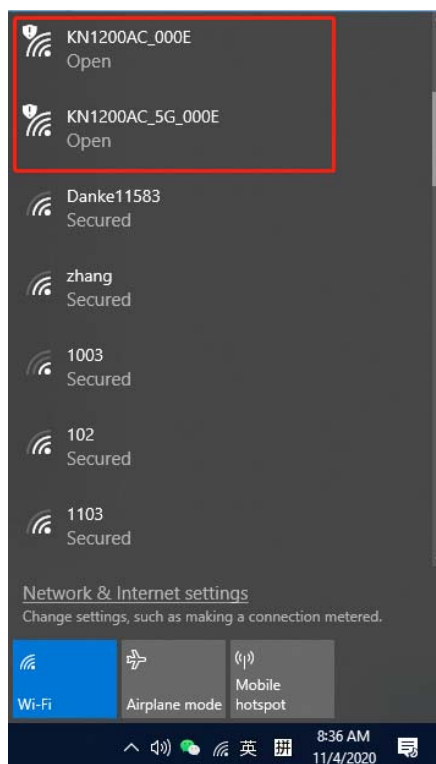 KN1200AC_000E
Open
KN1200AC_5G_000E
Open
Danke11583
Secured
zhang
Secured
1003
Secured
102
Secured
1103
Secured
Network & Internet settings
Change settings, such as making a connection metered.
Wi-Fi
Airplane mode
Mobile
hotspot
英 拼
8:36 AM
11/4/2020